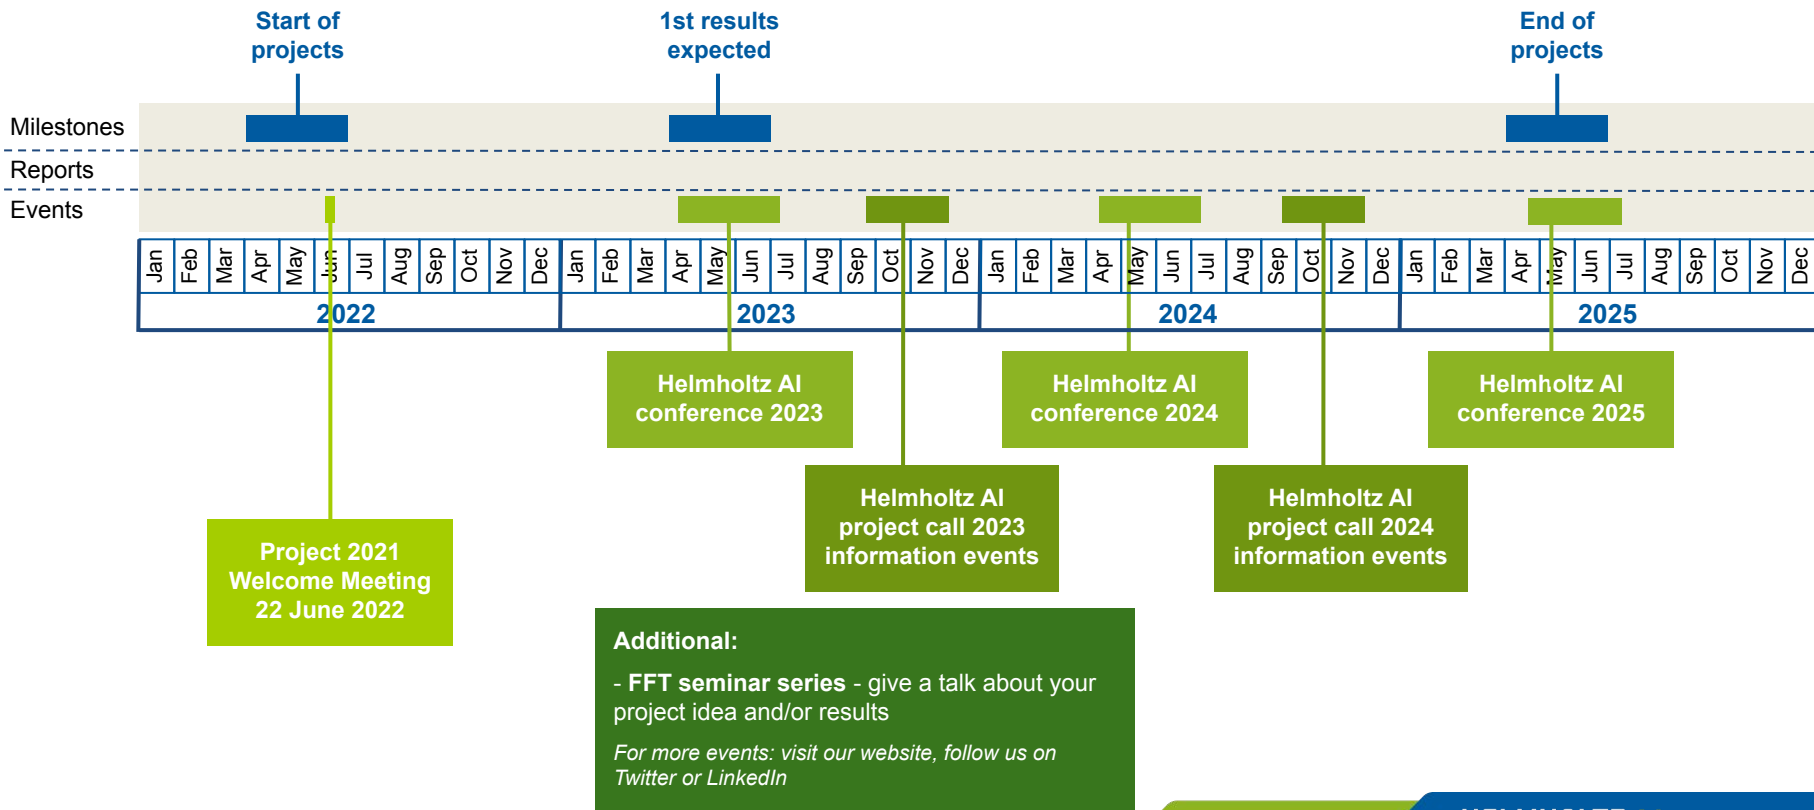 Start of
projects
1st results
expected
End of
projects
Milestones
Reports
Events
Jan Feb Mar Apr May Jun Jul Aug Sep Oct Nov Dec Jan Feb Mar Apr May Jun Jul Aug Sep Oct Nov Dec Jan Feb Mar Apr May Jun Jul Aug Sep Oct Nov Dec Jan Feb Mar Apr May Jun Jul Aug Sep Oct Nov Dec
2022 2023 2024 2025
Helmholtz AI
conference 2023
Helmholtz AI
conference 2024
Helmholtz AI
conference 2025
Helmholtz AI
project call 2023
information events
Helmholtz AI
project call 2024
information events
Project 2021
Welcome Meeting
22 June 2022
Additional:
- FFT seminar series - give a talk about your
project idea and/or results
For more events: visit our website, follow us on
Twitter or LinkedIn